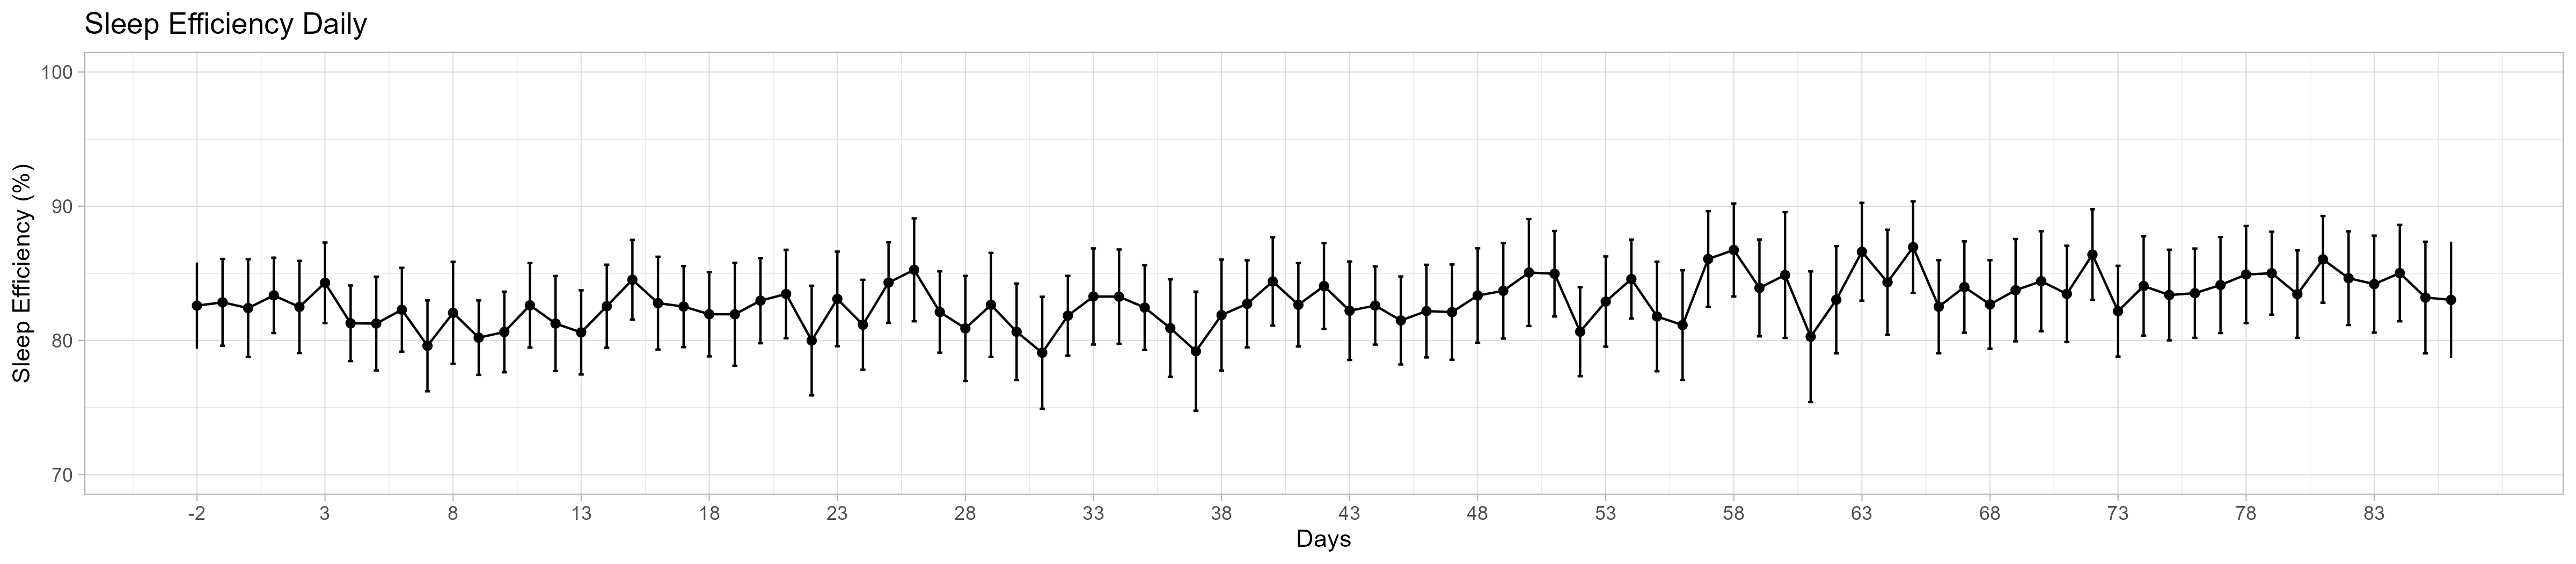 Sleep Efficiency Daily
100
90
80
70
Sleep Efficiency (%)
-2 3 8 13 18 23 28 33 38 43 48 53 58 63 68 73 78 83
Days